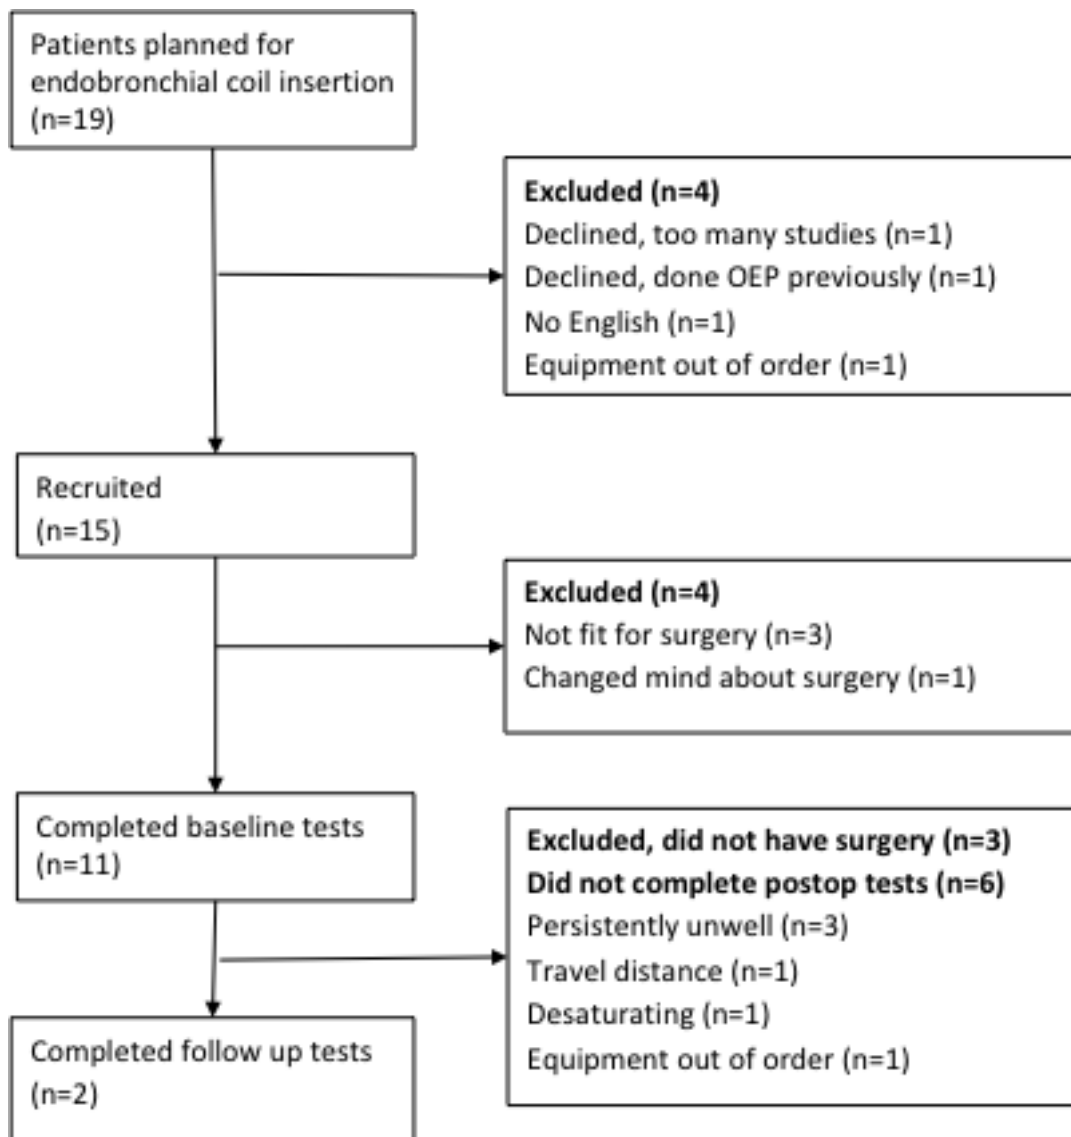 Patients planned for
endobronchial coil insertion
(n=19)
Excluded (n=4)
Declined, too many studies (n=1)
Declined, done OEP previously (n=1)
No English (n=1)
Equipment out of order (n=1)
Recruited
(n=15)
Excluded (n=4)
Not fit for surgery (n=3)
Changed mind about surgery (n=1)
Completed baseline tests
(n=11)
Excluded, did not have surgery (n=3)
Did not complete postop tests (n=6)
Persistently unwell (n=3)
Travel distance (n=1)
Desaturating (n=1)
Equipment out of order (n=1)
Completed follow up tests
(n=2)